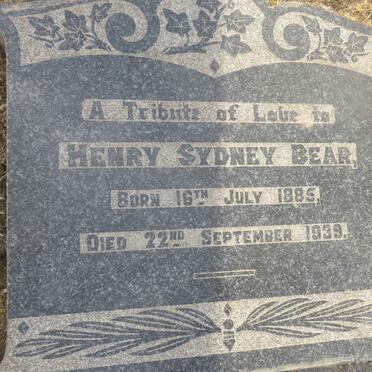 A Tribute of Love to
HENRY SYDNEY BEAR,
BORN 16TH JULY 1885,
DIED 22ND SEPTEMBER 1939.